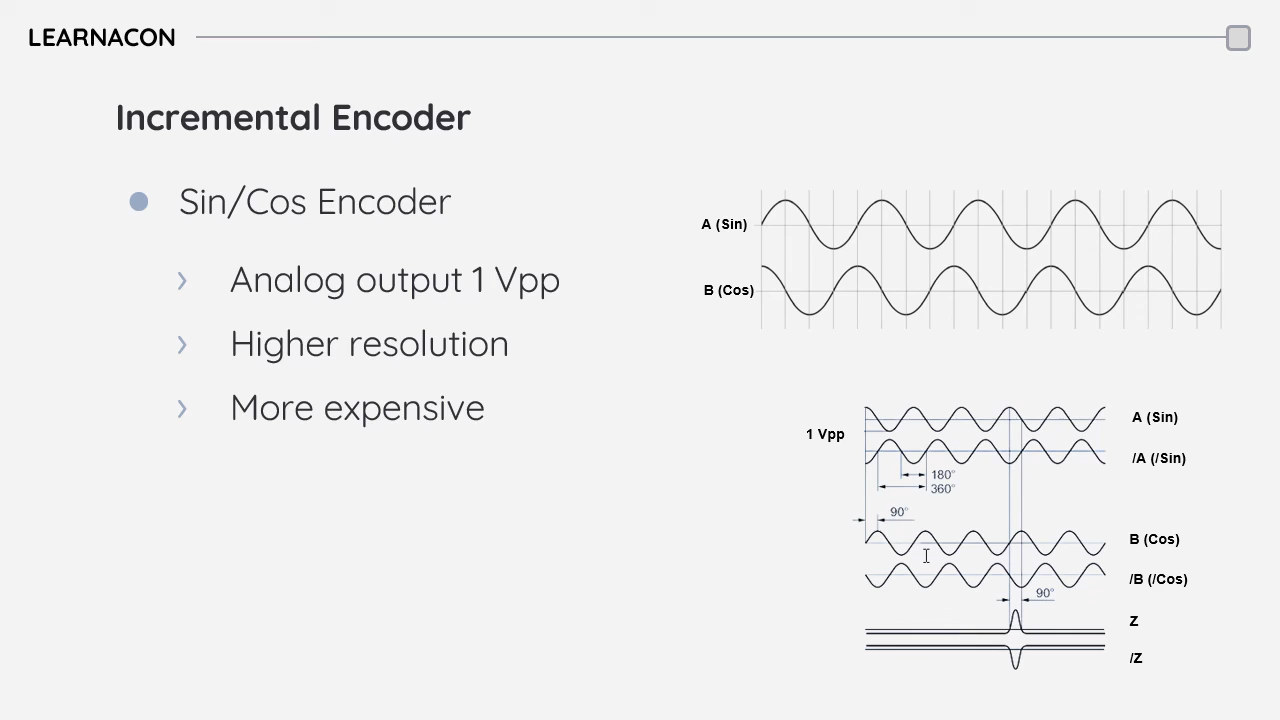 LEARNACON
Incremental Encoder
Sin/Cos Encoder
Analog output 1 Vpp
Higher resolution
More expensive
A (Sin)
B (Cos)
1 Vpp
A (Sin)
/A (/Sin)
180°
360°
90°
B (Cos)
/B (/Cos)
90°
Z
/Z